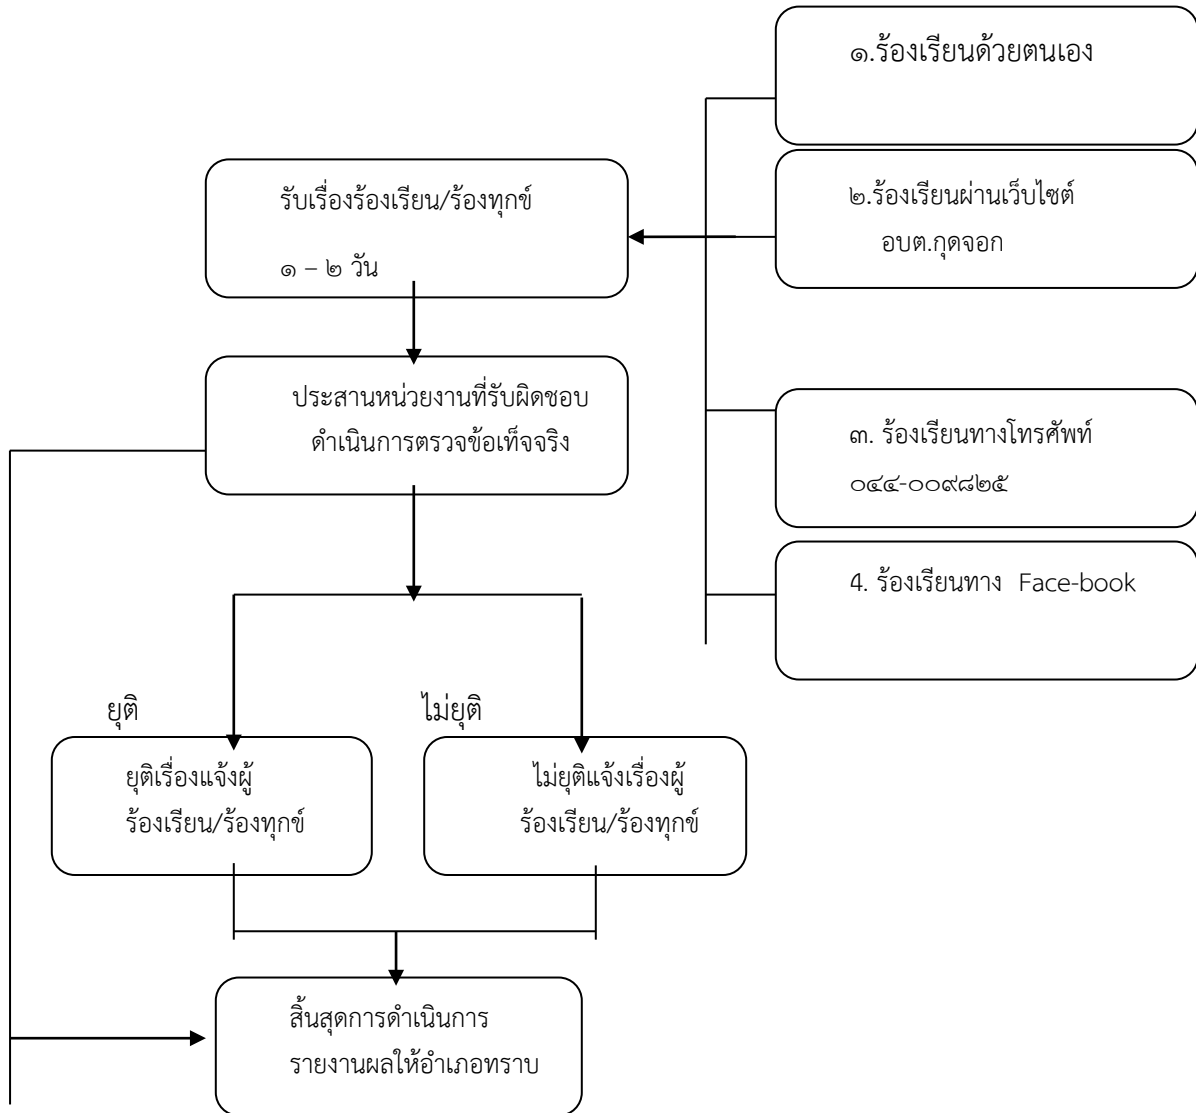 ๑.ร้องเรียนด้วยตนเอง
รับเรื่องร้องเรียน/ร้องทุกข์
๑ – ๒ วัน
๒.ร้องเรียนผ่านเว็บไซต์
อบต.กุดจอก
ประสานหน่วยงานที่รับผิดชอบ
ดำเนินการตรวจข้อเท็จจริง
๓. ร้องเรียนทางโทรศัพท์
๐๔๔-๐๐๙๘๒๕
4. ร้องเรียนทาง Face-book
ยุติ
ไม่ยุติ
ยุติเรื่องแจ้งผู้
ร้องเรียน/ร้องทุกข์
ไม่ยุติแจ้งเรื่องผู้
ร้องเรียน/ร้องทุกข์
สิ้นสุดการดำเนินการ
รายงานผลให้อำเภอทราบ